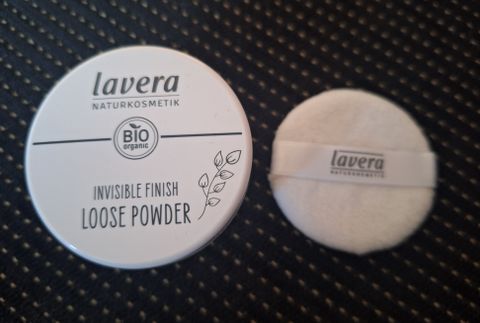 lavera
NATURKOSMETIK
BIO
organic
INVISIBLE FINISH
LOOSE POWDER
lavera
NATURKOSMETIK